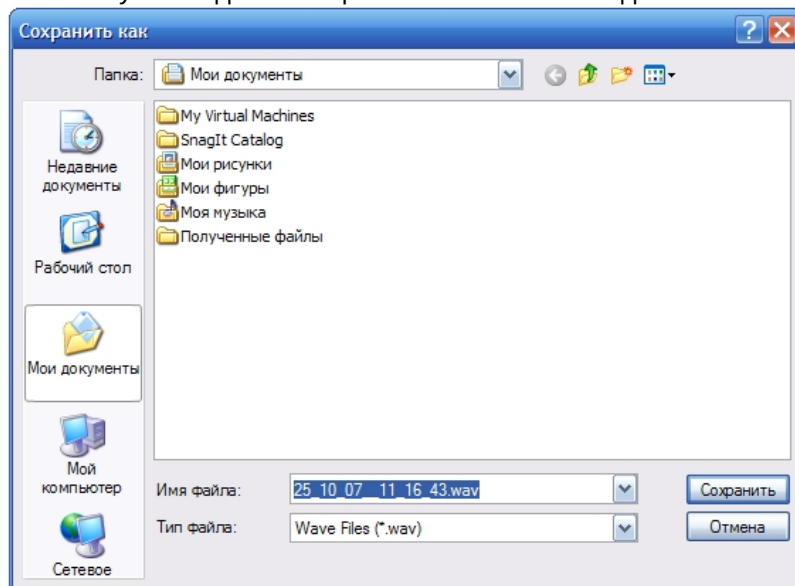 Сохранить как
Папка:
Мои документы
My Virtual Machines
SnagIt Catalog
Мои рисунки
Мои фигуры
Моя музыка
Полученные файлы
Недавние
документы
Рабочий стол
Мои документы
Мой
компьютер
Сетевое
Имя файла:
25_10_07__11_16_43.wav
Сохранить
Тип файла:
Wave Files (*.wav)
Отмена